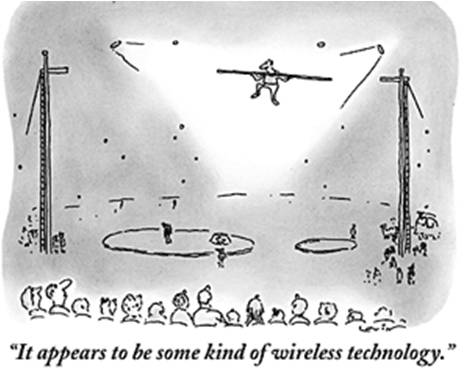 “It appears to be some kind of wireless technology.”